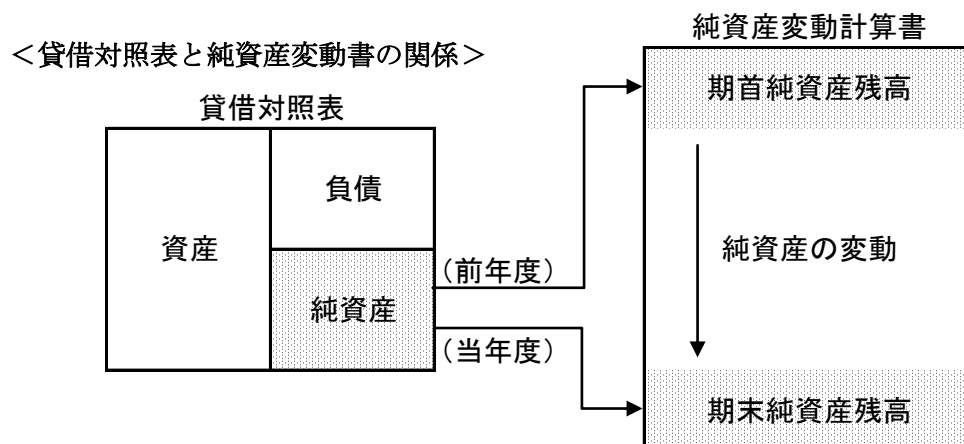 ＜貸借対照表と純資産変動書の関係＞
貸借対照表
資産
負債
純資産
（前年度）
（当年度）
純資産変動計算書
期首純資産残高
純資産の変動
期末純資産残高